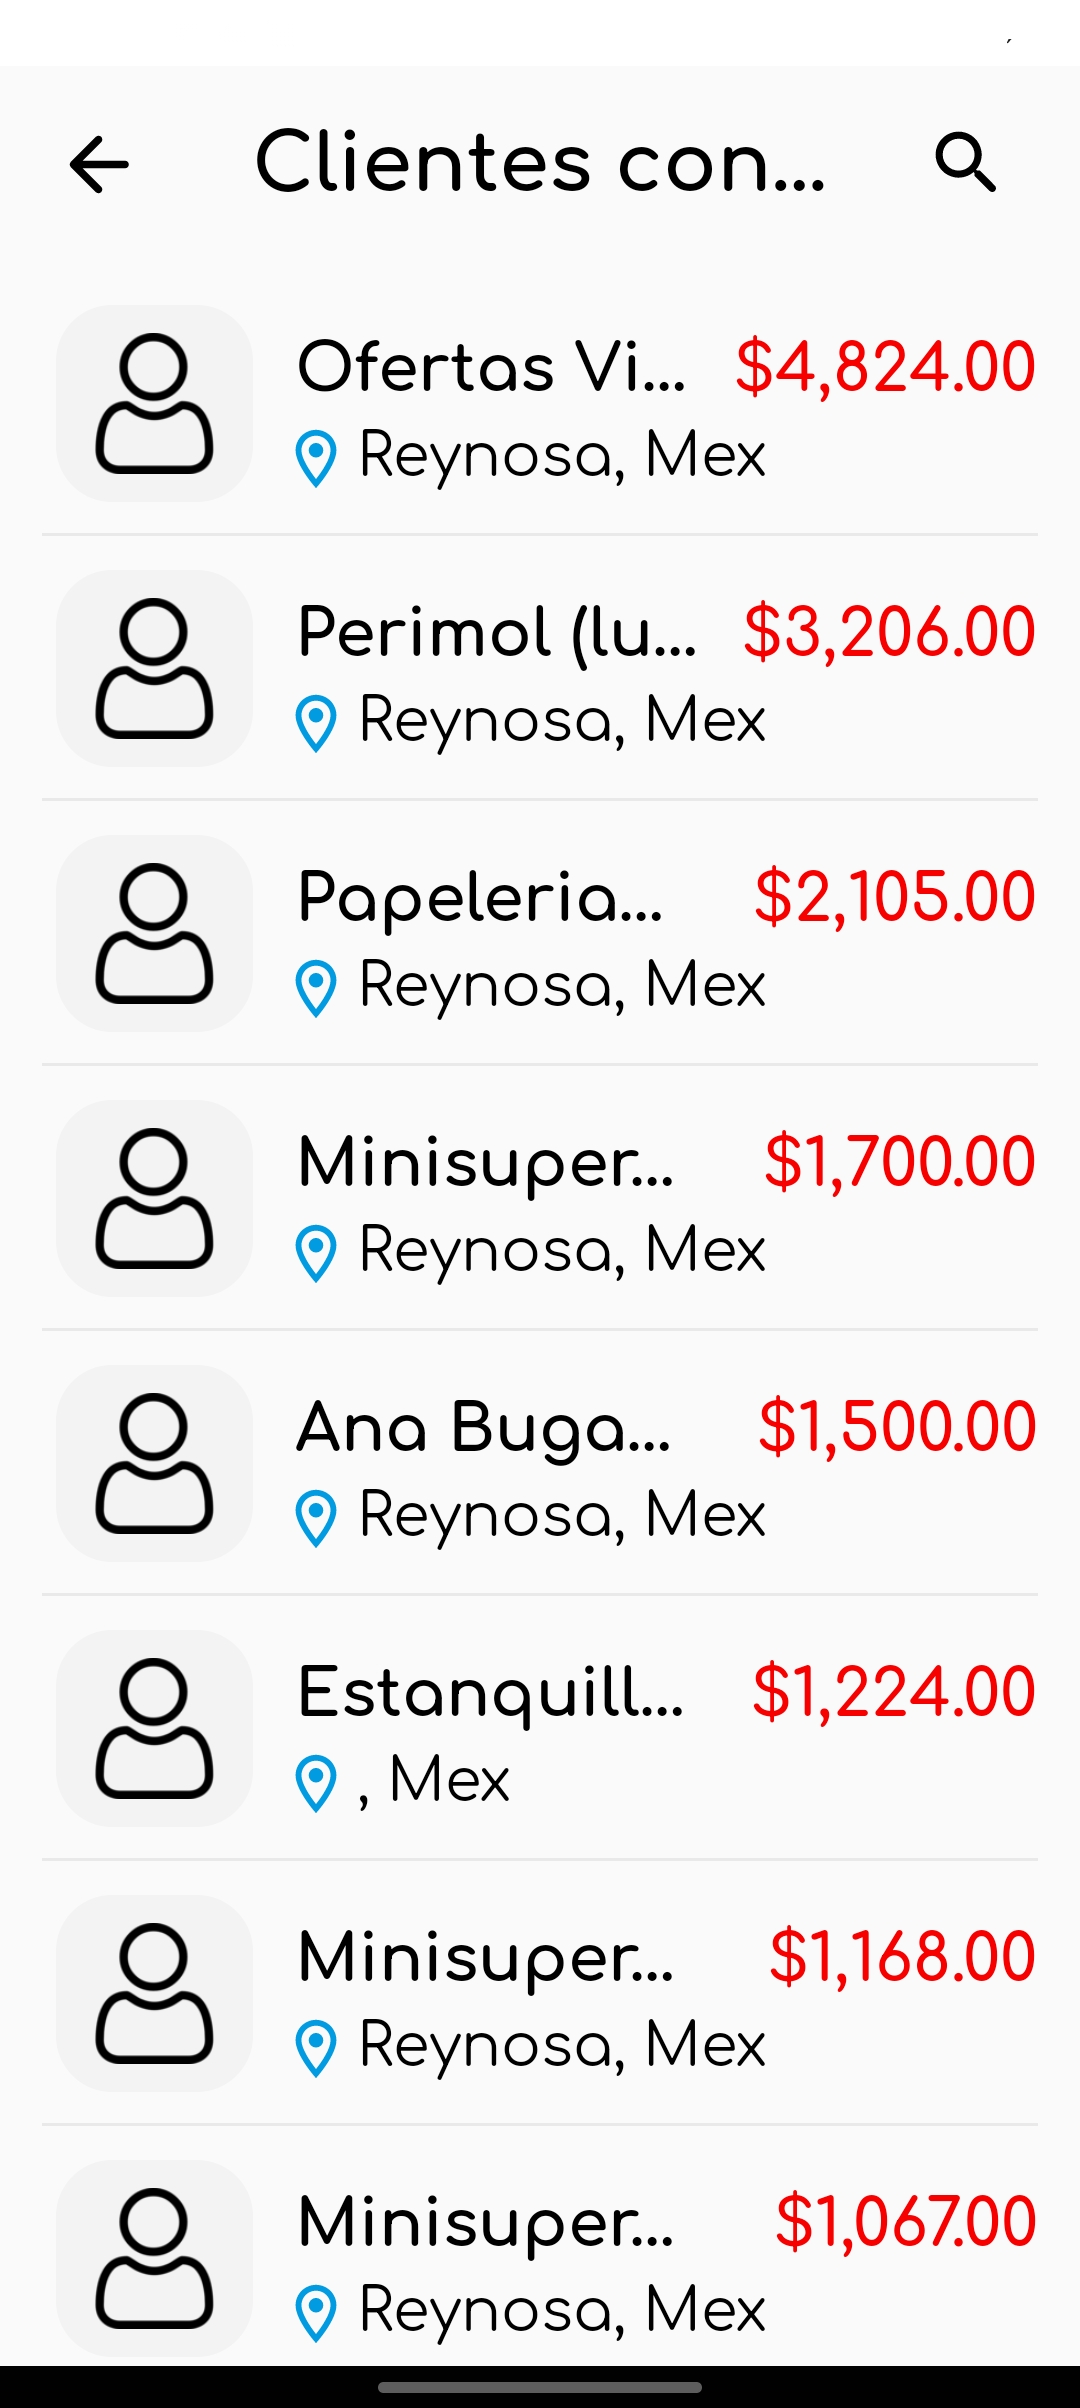 Clientes con...
Ofertas Vi... $4,824.00
Reynosa, Mex
Perimol (lu... $3,206.00
Reynosa, Mex
Papeleria... $2,105.00
Reynosa, Mex
Minisuper... $1,700.00
Reynosa, Mex
Ana Buga... $1,500.00
Reynosa, Mex
Estanquill... $1,224.00
, Mex
Minisuper... $1,168.00
Reynosa, Mex
Minisuper... $1,067.00
Reynosa, Mex